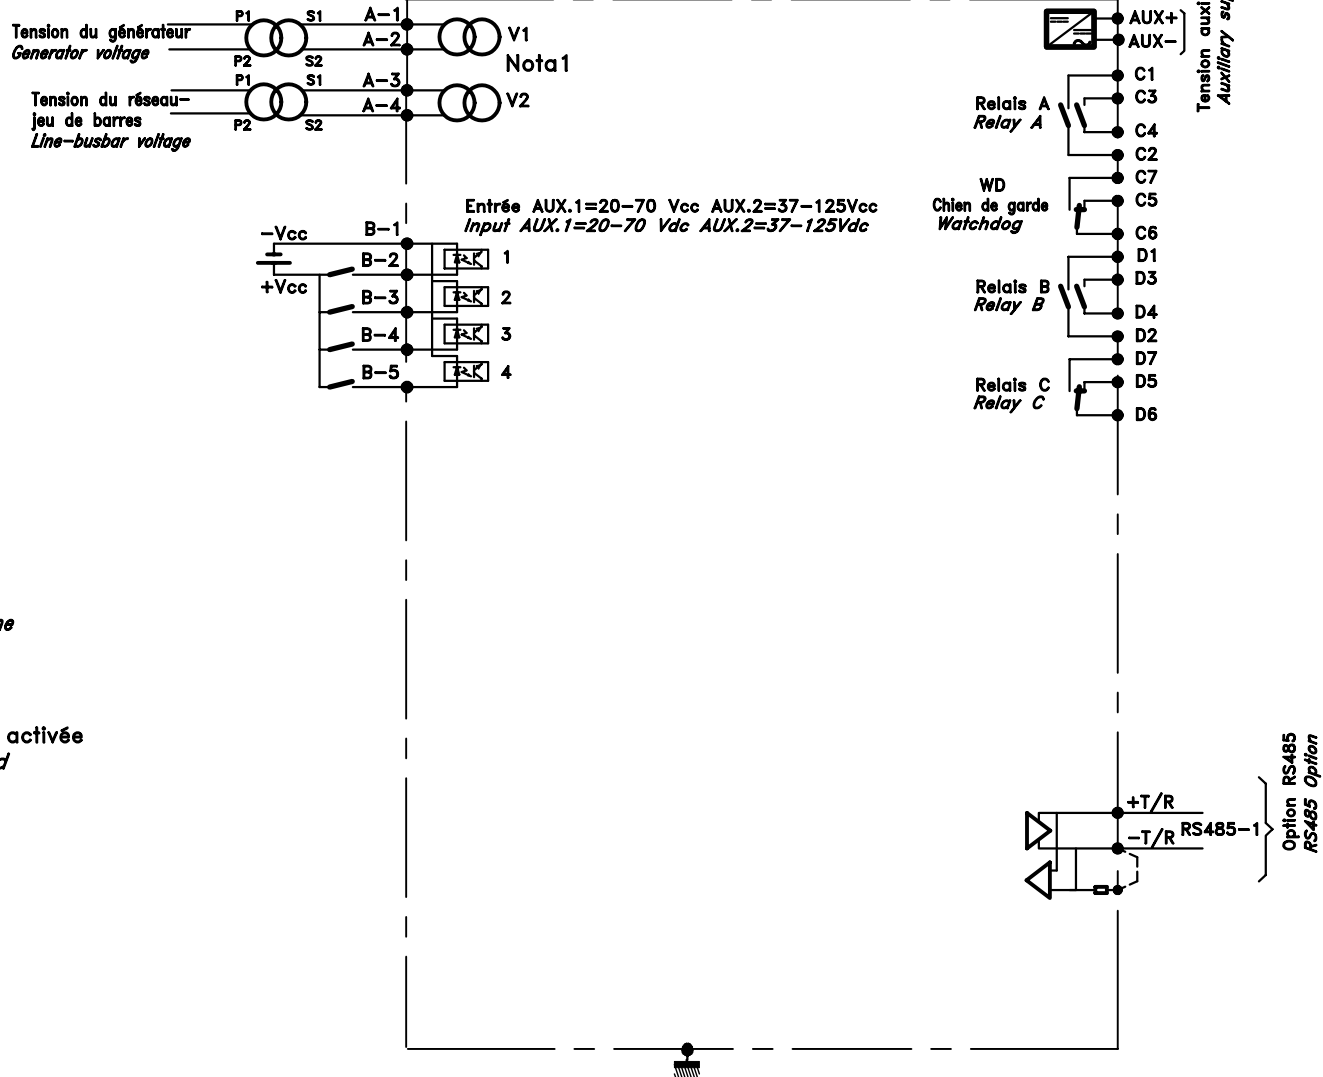 Tension du générateur
Generator voltage
P1
P2
S1
S2
A-1
A-2
V1
Nota1
Tension du réseau-
jeu de barres
Line-busbar voltage
P1
P2
S1
S2
A-3
A-4
V2
Entrée AUX.1=20-70 Vcc AUX.2=37-125Vcc
Input AUX.1=20-70 Vdc AUX.2=37-125Vdc
-Vcc
+Vcc
B-1
B-2
B-3
B-4
B-5
1
2
3
4
activée
AUX+
AUX-
Tension
Relais A
Relay A
C1
C3
C4
C2
WD
Chien de garde
Watchdog
C7
C5
C6
Relais B
Relay B
D1
D3
D4
D2
Relais C
Relay C
D7
D5
D6
+T/R
-T/R
RS485-1
Option RS485
RS485 Option